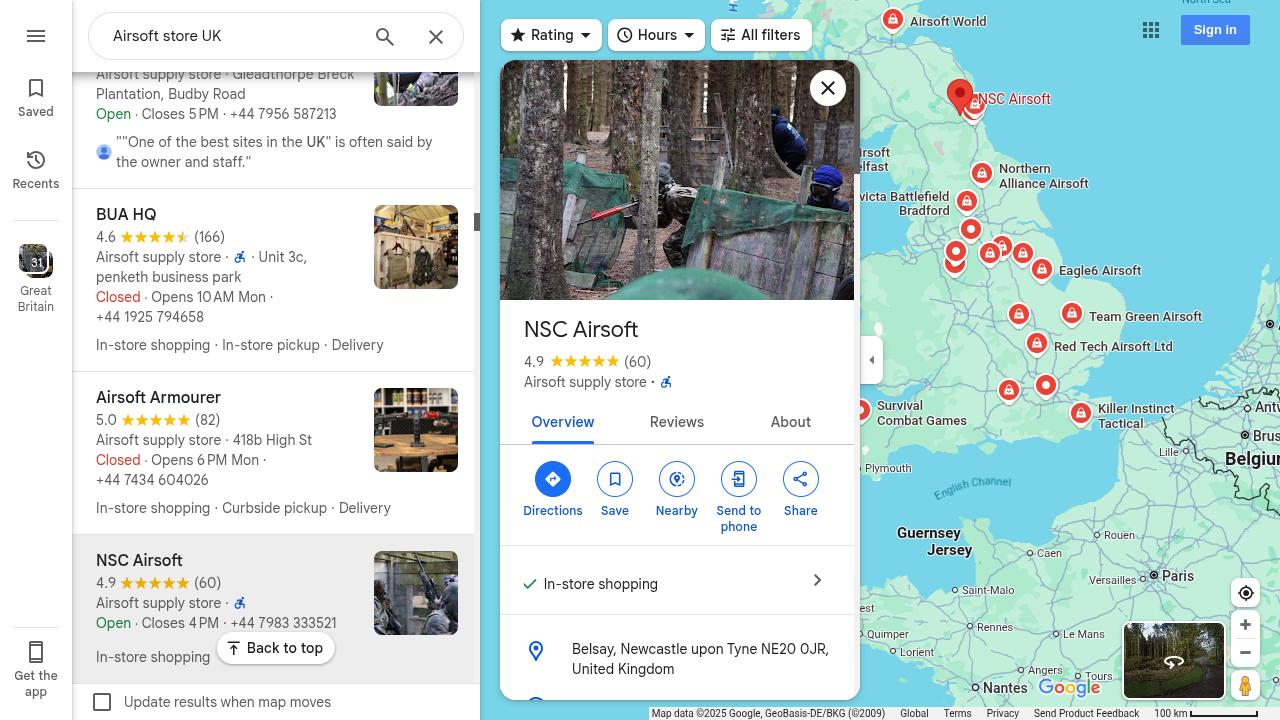 Airsoft store UK
Sign in
Saved
Recents
31
Great
Britain
Get the
app
Airsoft supply store · Gleadthorpe Breck
Plantation, Budby Road
Open · Closes 5 PM · +44 7956 587213
""One of the best sites in the UK" is often said by
the owner and staff."
BUA HQ
4.6 (166)
Airsoft supply store · · Unit 3c,
penketh business park
Closed · Opens 10 AM Mon ·
+44 1925 794658
In-store shopping · In-store pickup · Delivery
Airsoft Armourer
5.0 (82)
Airsoft supply store · 418b High St
Closed · Opens 6 PM Mon ·
+44 7434 604026
In-store shopping · Curbside pickup · Delivery
NSC Airsoft
4.9 (60)
Airsoft supply store ·
Open · Closes 4 PM · +44 7983 333521
In-store shopping
Back to top
Update results when map moves
Rating
Hours
All filters
NSC Airsoft
4.9 (60)
Airsoft supply store ·
Overview
Reviews
About
Directions
Save
Nearby
Send to
phone
Share
In-store shopping
Belsay, Newcastle upon Tyne NE20 0JR,
United Kingdom
North Sea
Airsoft World
NSC Airsoft
Northern
Alliance Airsoft
Battlefield
Bradford
Eagle6 Airsoft
Team Green Airsoft
Red Tech Airsoft Ltd
Survival
Combat Games
Killer Instinct
Tactical
Plymouth
English Channel
Lille
Guernsey
Jersey
Caen
Rouen
Versailles
Paris
Saint-Malo
Quimper
Rennes
Le Mans
Lorient
Angers
Tours
Nantes
Google
Map data ©2025 Google, GeoBasis-DE/BKG (©2009)
Global
Terms
Privacy
Send Product Feedback
100 km